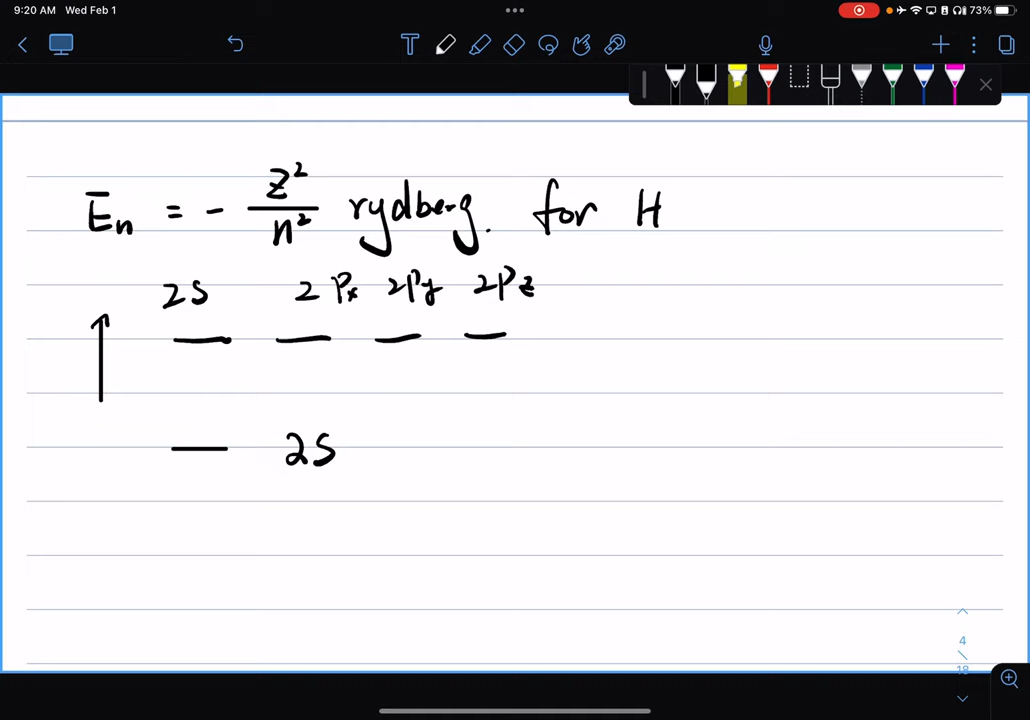 9:20 AM Wed Feb 1
73%
T
En = - Z²/n² rydberg. for H
2S 2Px 2Py 2Pz
2S
4
18